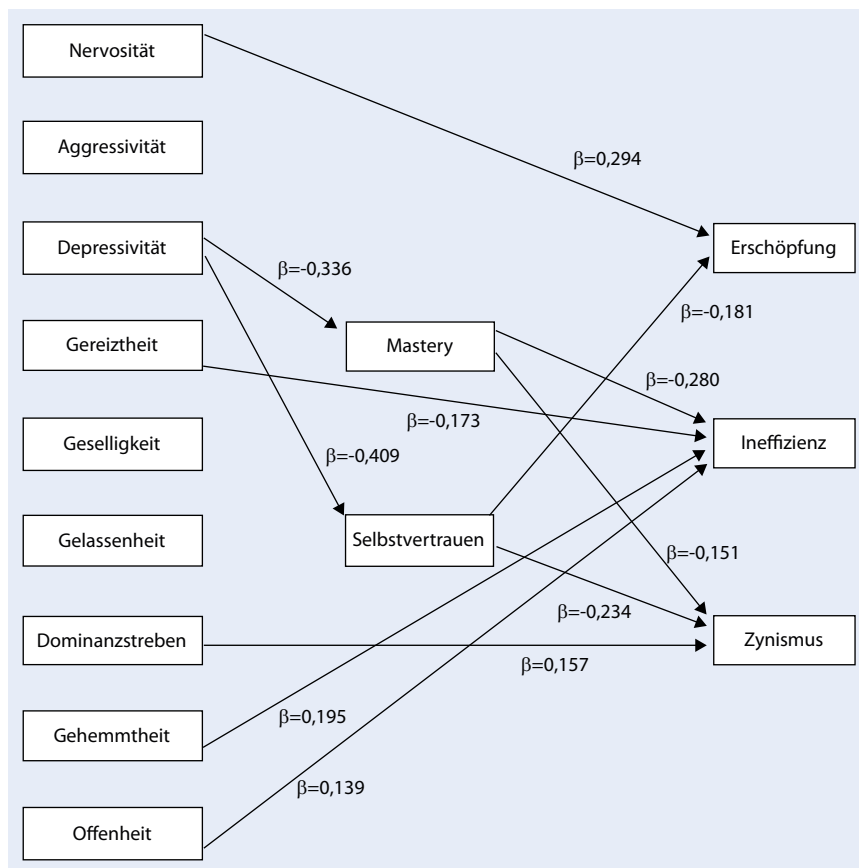 Nervosität
Aggressivität
β=0,294
Depressivität
Erschöpfung
β=-0,336
β=-0,181
Gereiztheit
Mastery
β=-0,280
β=-0,173
Geselligkeit
Ineffizienz
β=-0,409
Gelassenheit
Selbstvertrauen
β=-0,151
β=-0,234
Dominanzstreben
Zynismus
β=0,157
β=0,195
Gehemmtheit
β=0,139
Offenheit